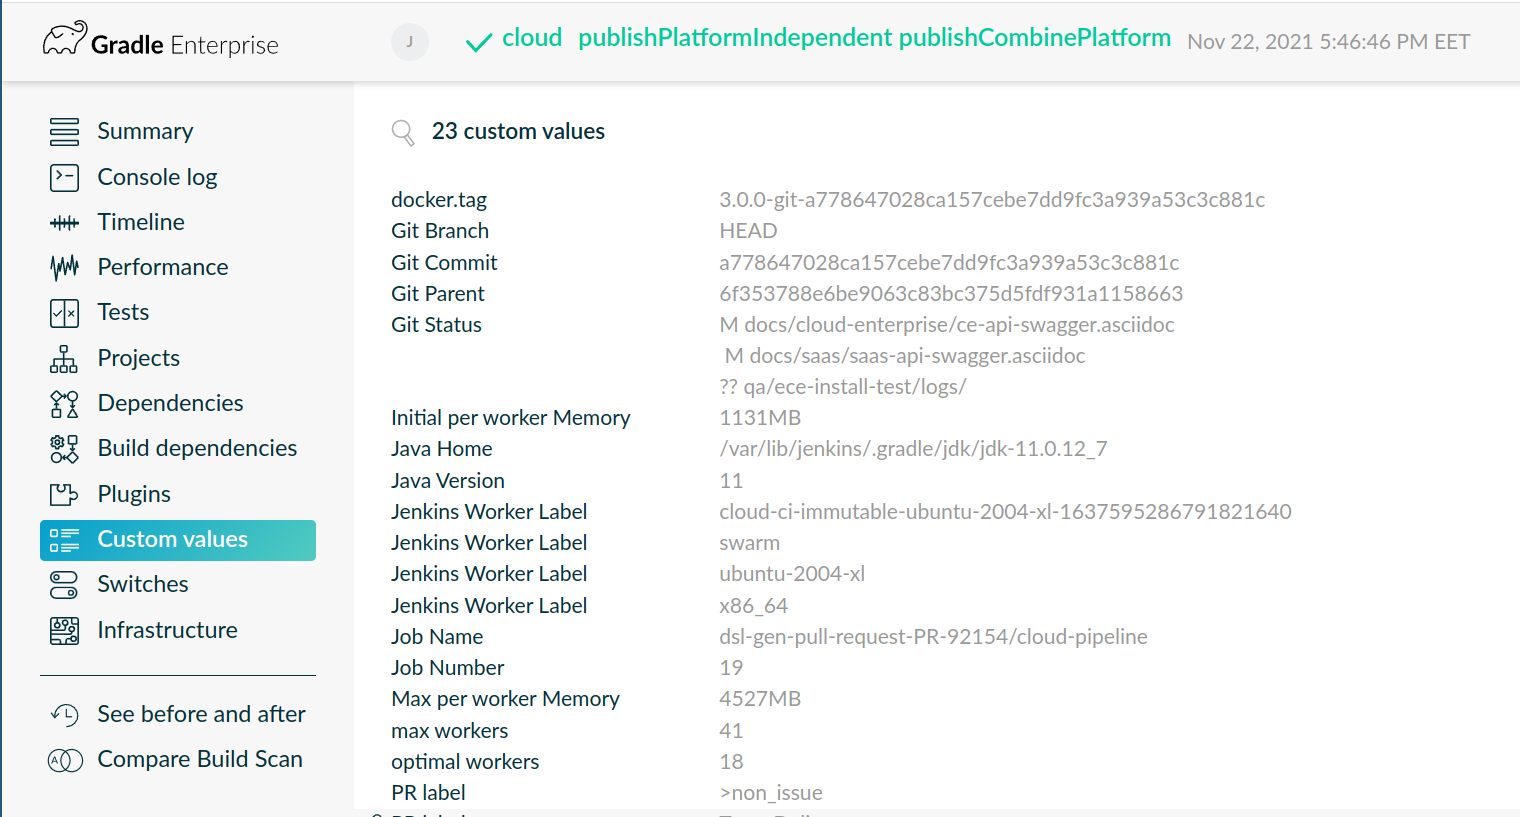 Gradle Enterprise
J
cloud publishPlatformIndependent publishCombinePlatform
Nov 22, 2021 5:46:46 PM EET
Summary
Console log
Timeline
Performance
Tests
Projects
Dependencies
Build dependencies
Plugins
Custom values
Switches
Infrastructure
See before and after
Compare Build Scan
23 custom values
docker.tag 3.0.0-git-a778647028ca157cebe7dd9fc3a939a53c3c881c
Git Branch HEAD
Git Commit a778647028ca157cebe7dd9fc3a939a53c3c881c
Git Parent 6f353788e6be9063c83bc375d5fdf931a1158663
Git Status M docs/cloud-enterprise/ce-api-swagger.asciidoc
M docs/saas/saas-api-swagger.asciidoc
?? qa/ece-install-test/logs/
Initial per worker Memory 1131MB
Java Home /var/lib/jenkins/.gradle/jdk/jdk-11.0.12_7
Java Version 11
Jenkins Worker Label cloud-ci-immutable-ubuntu-2004-xl-1637595286791821640
Jenkins Worker Label swarm
Jenkins Worker Label ubuntu-2004-xl
Jenkins Worker Label x86_64
Job Name dsl-gen-pull-request-PR-92154/cloud-pipeline
Job Number 19
Max per worker Memory 4527MB
max workers 41
optimal workers 18
PR label >non_issue